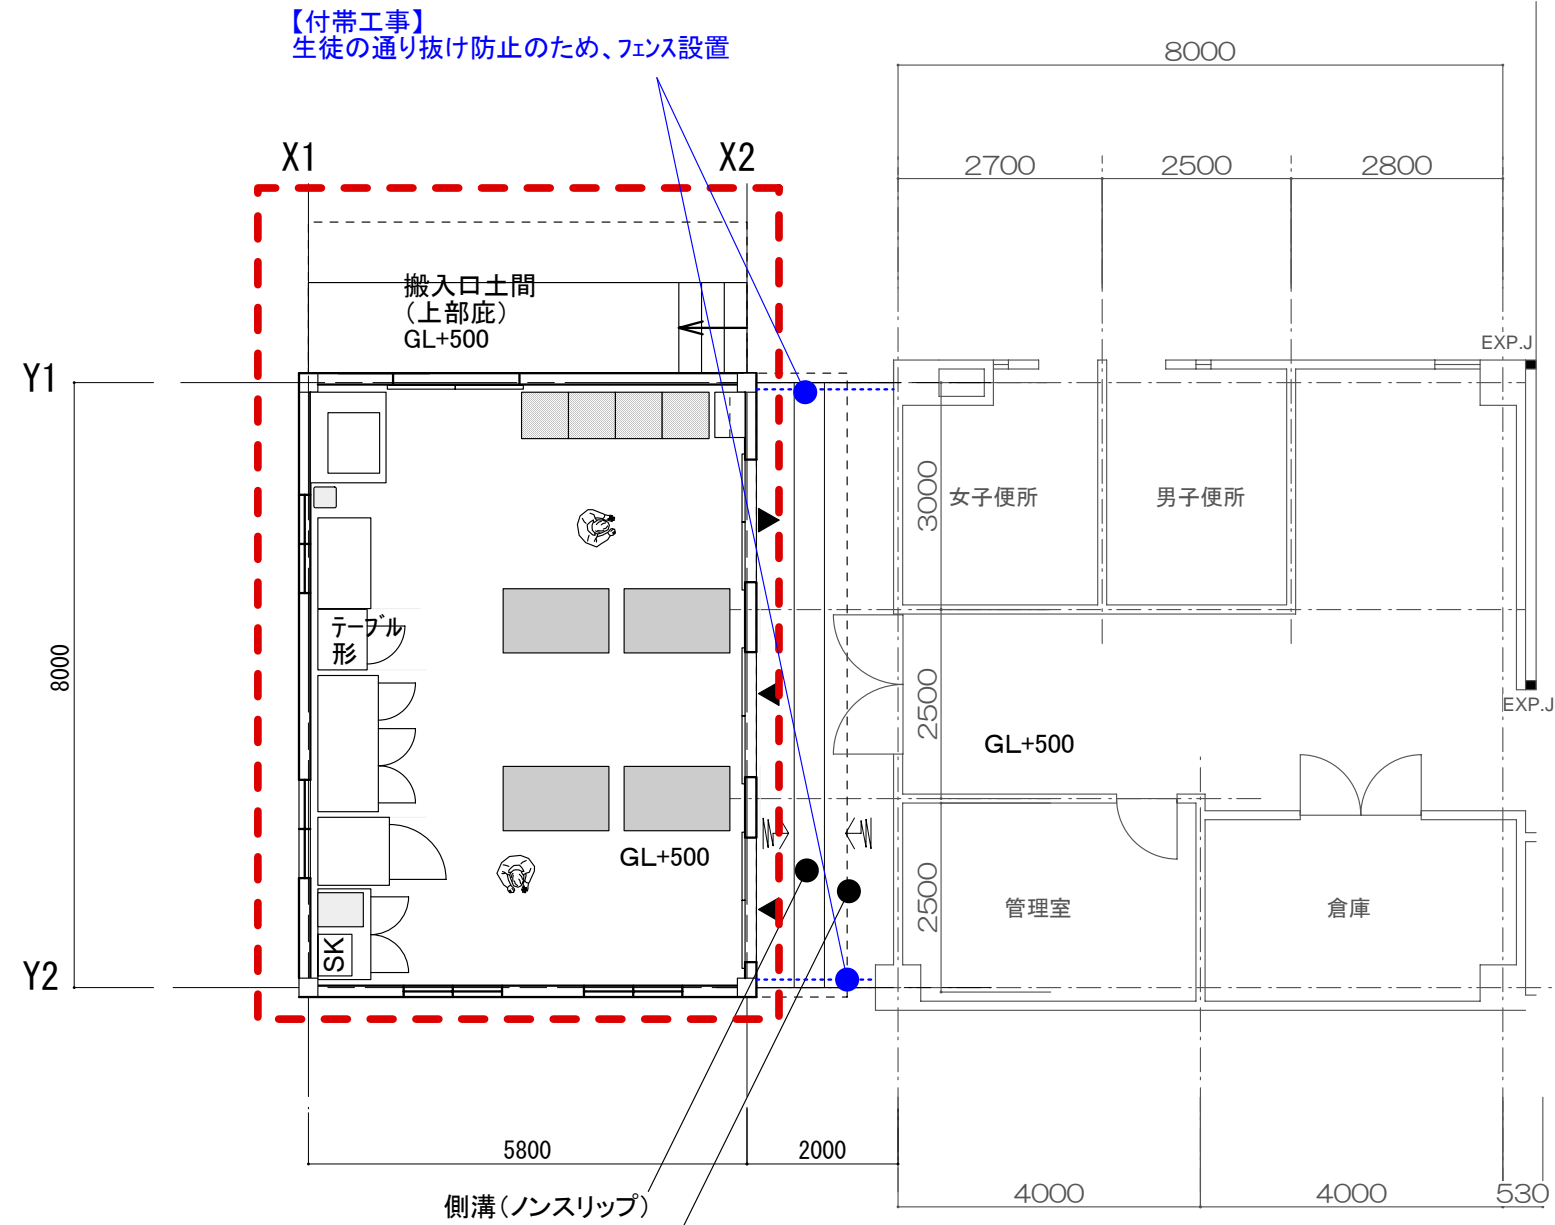 【付帯工事】
生徒の通り抜け防止のため、フェンス設置
8000
X1
X2
2700
2500
2800
搬入口土間
(上部庇)
GL+500
EXP.J
Y1
3000
女子便所
男子便所
テーブル
形
8000
2500
EXP.J
GL+500
GL+500
2500
管理室
倉庫
SK
Y2
5800
2000
4000
4000
530
側溝(ノンスリップ)